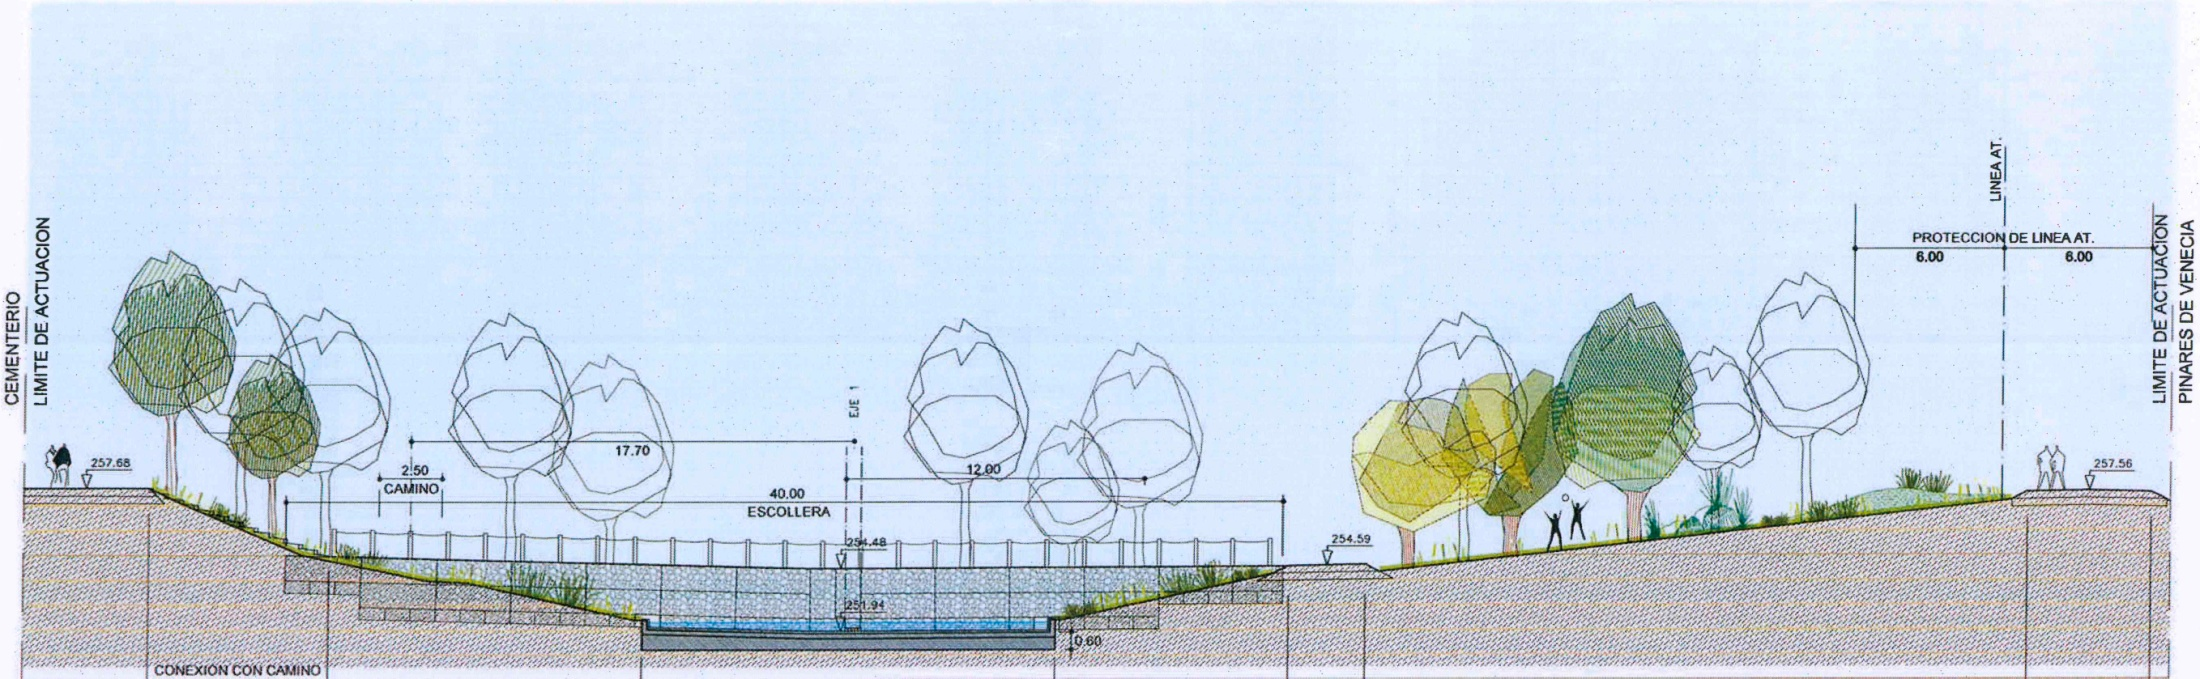 CEMENTERIO
LIMITE DE ACTUACION
257.68
2.50
CAMINO
17.70
EJE 1
12.00
40.00
ESCOLLERA
254.48
251.94
0.60
254.59
LINEA AT.
PROTECCION DE LINEA AT.
6.00 6.00
257.56
LIMITE DE ACTUACION
PINARES DS DE VENECIA
CONEXION CON CAMINO